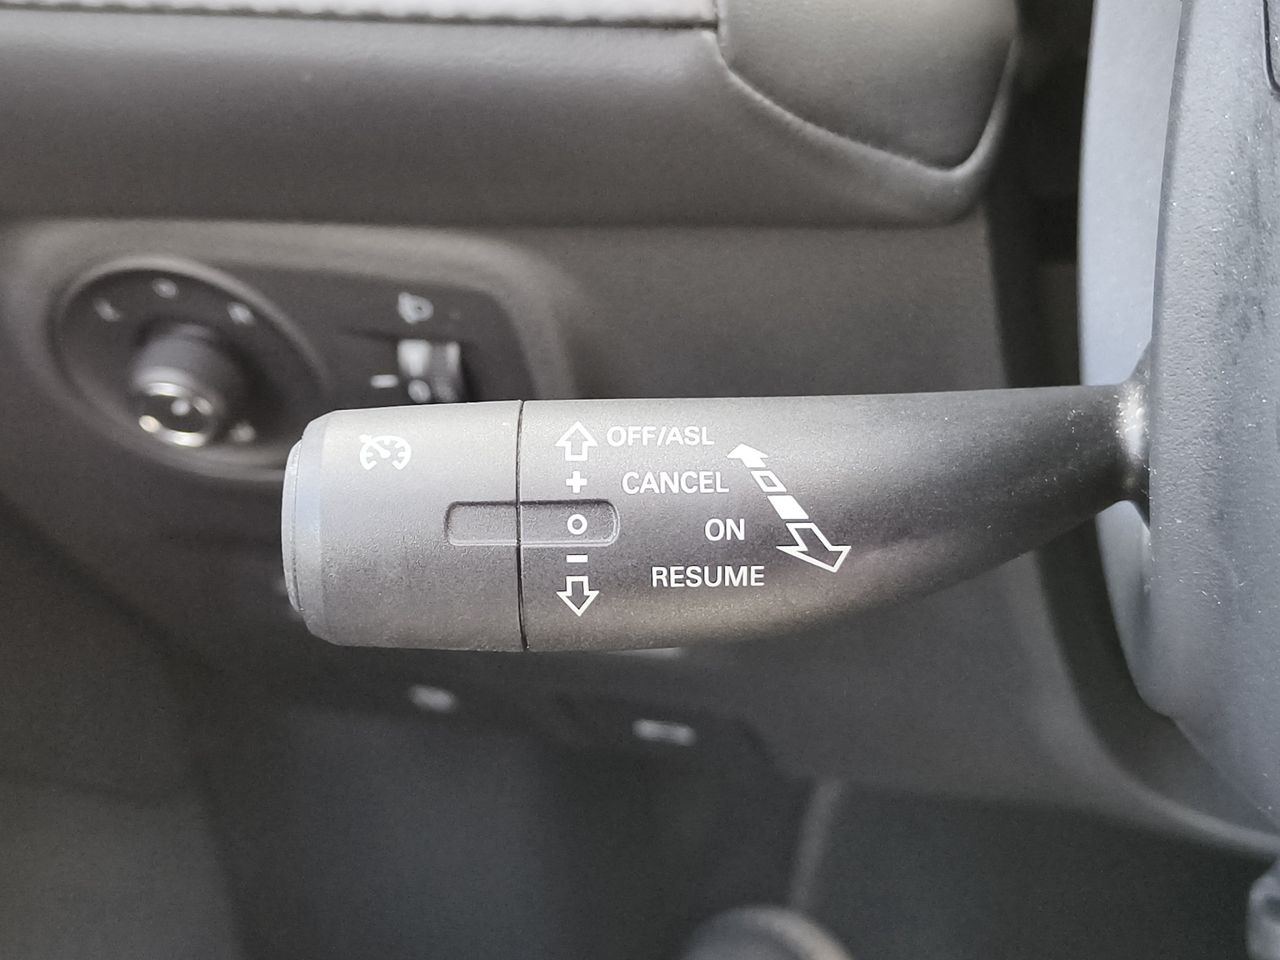 OFF/ASL
+ CANCEL
O ON
- RESUME